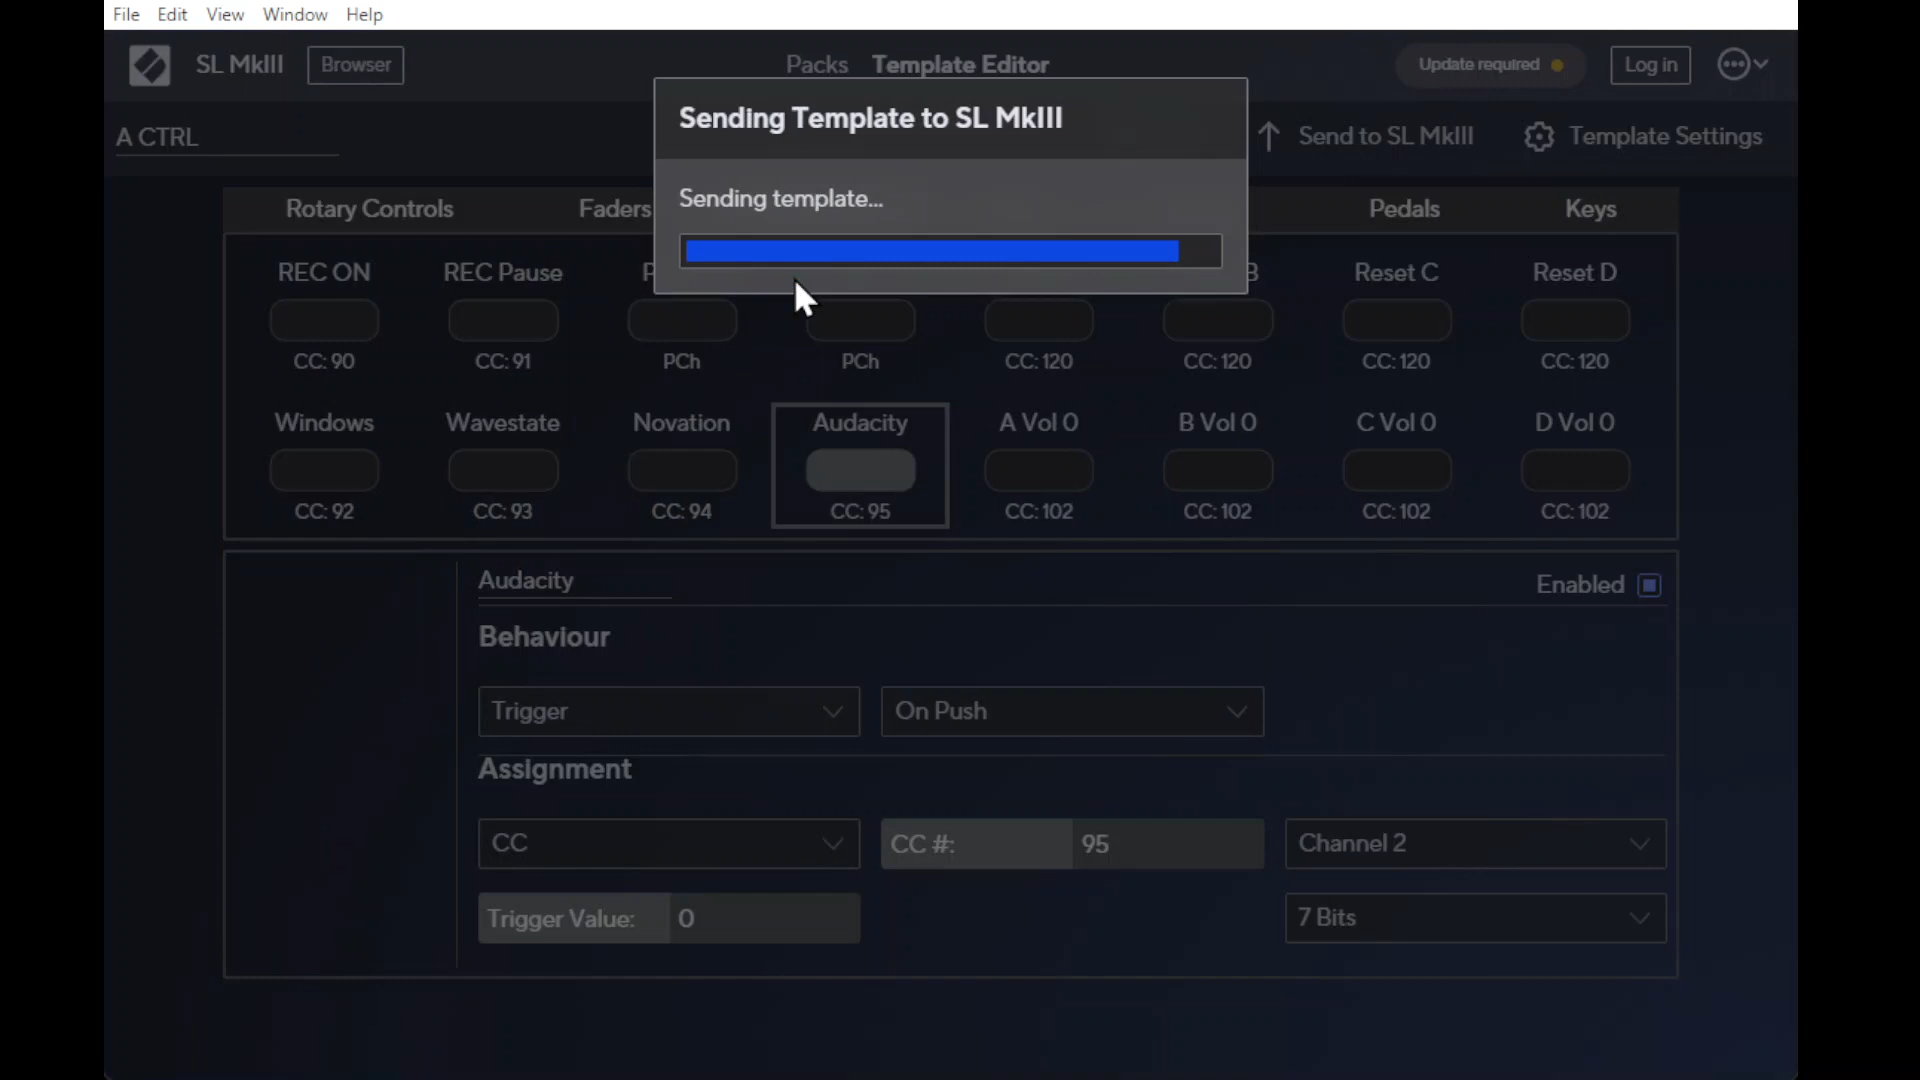 File Edit View Window Help
SL MkIII Browser Packs Template Editor Update required Log in
A CTRL Send to SL MkIII Template Settings
Sending Template to SL MkIII
Sending template...
Rotary Controls Faders Pedals Keys
REC ON REC Pause P B Reset C Reset D
CC: 90 CC: 91 PCh PCh CC: 120 CC: 120 CC: 120 CC: 120
Windows Wavestate Novation Audacity A Vol 0 B Vol 0 C Vol 0 D Vol 0
CC: 92 CC: 93 CC: 94 CC: 95 CC: 102 CC: 102 CC: 102 CC: 102
Audacity Enabled
Behaviour
Trigger On Push
Assignment
CC CC #: 95 Channel 2
Trigger Value: 0 7 Bits